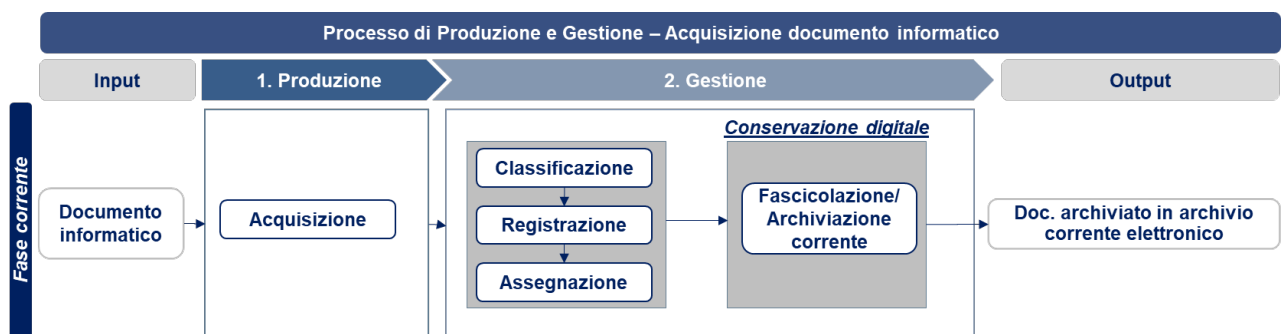 Processo di Produzione e Gestione – Acquisizione documento informatico
Input
1. Produzione
2. Gestione
Output
Fase corrente
Documento
informatico
Acquisizione
Classificazione
Registrazione
Assegnazione
Conservazione digitale
Fascicolazione/
Archiviazione
corrente
Doc. archiviato in archivio
corrente elettronico